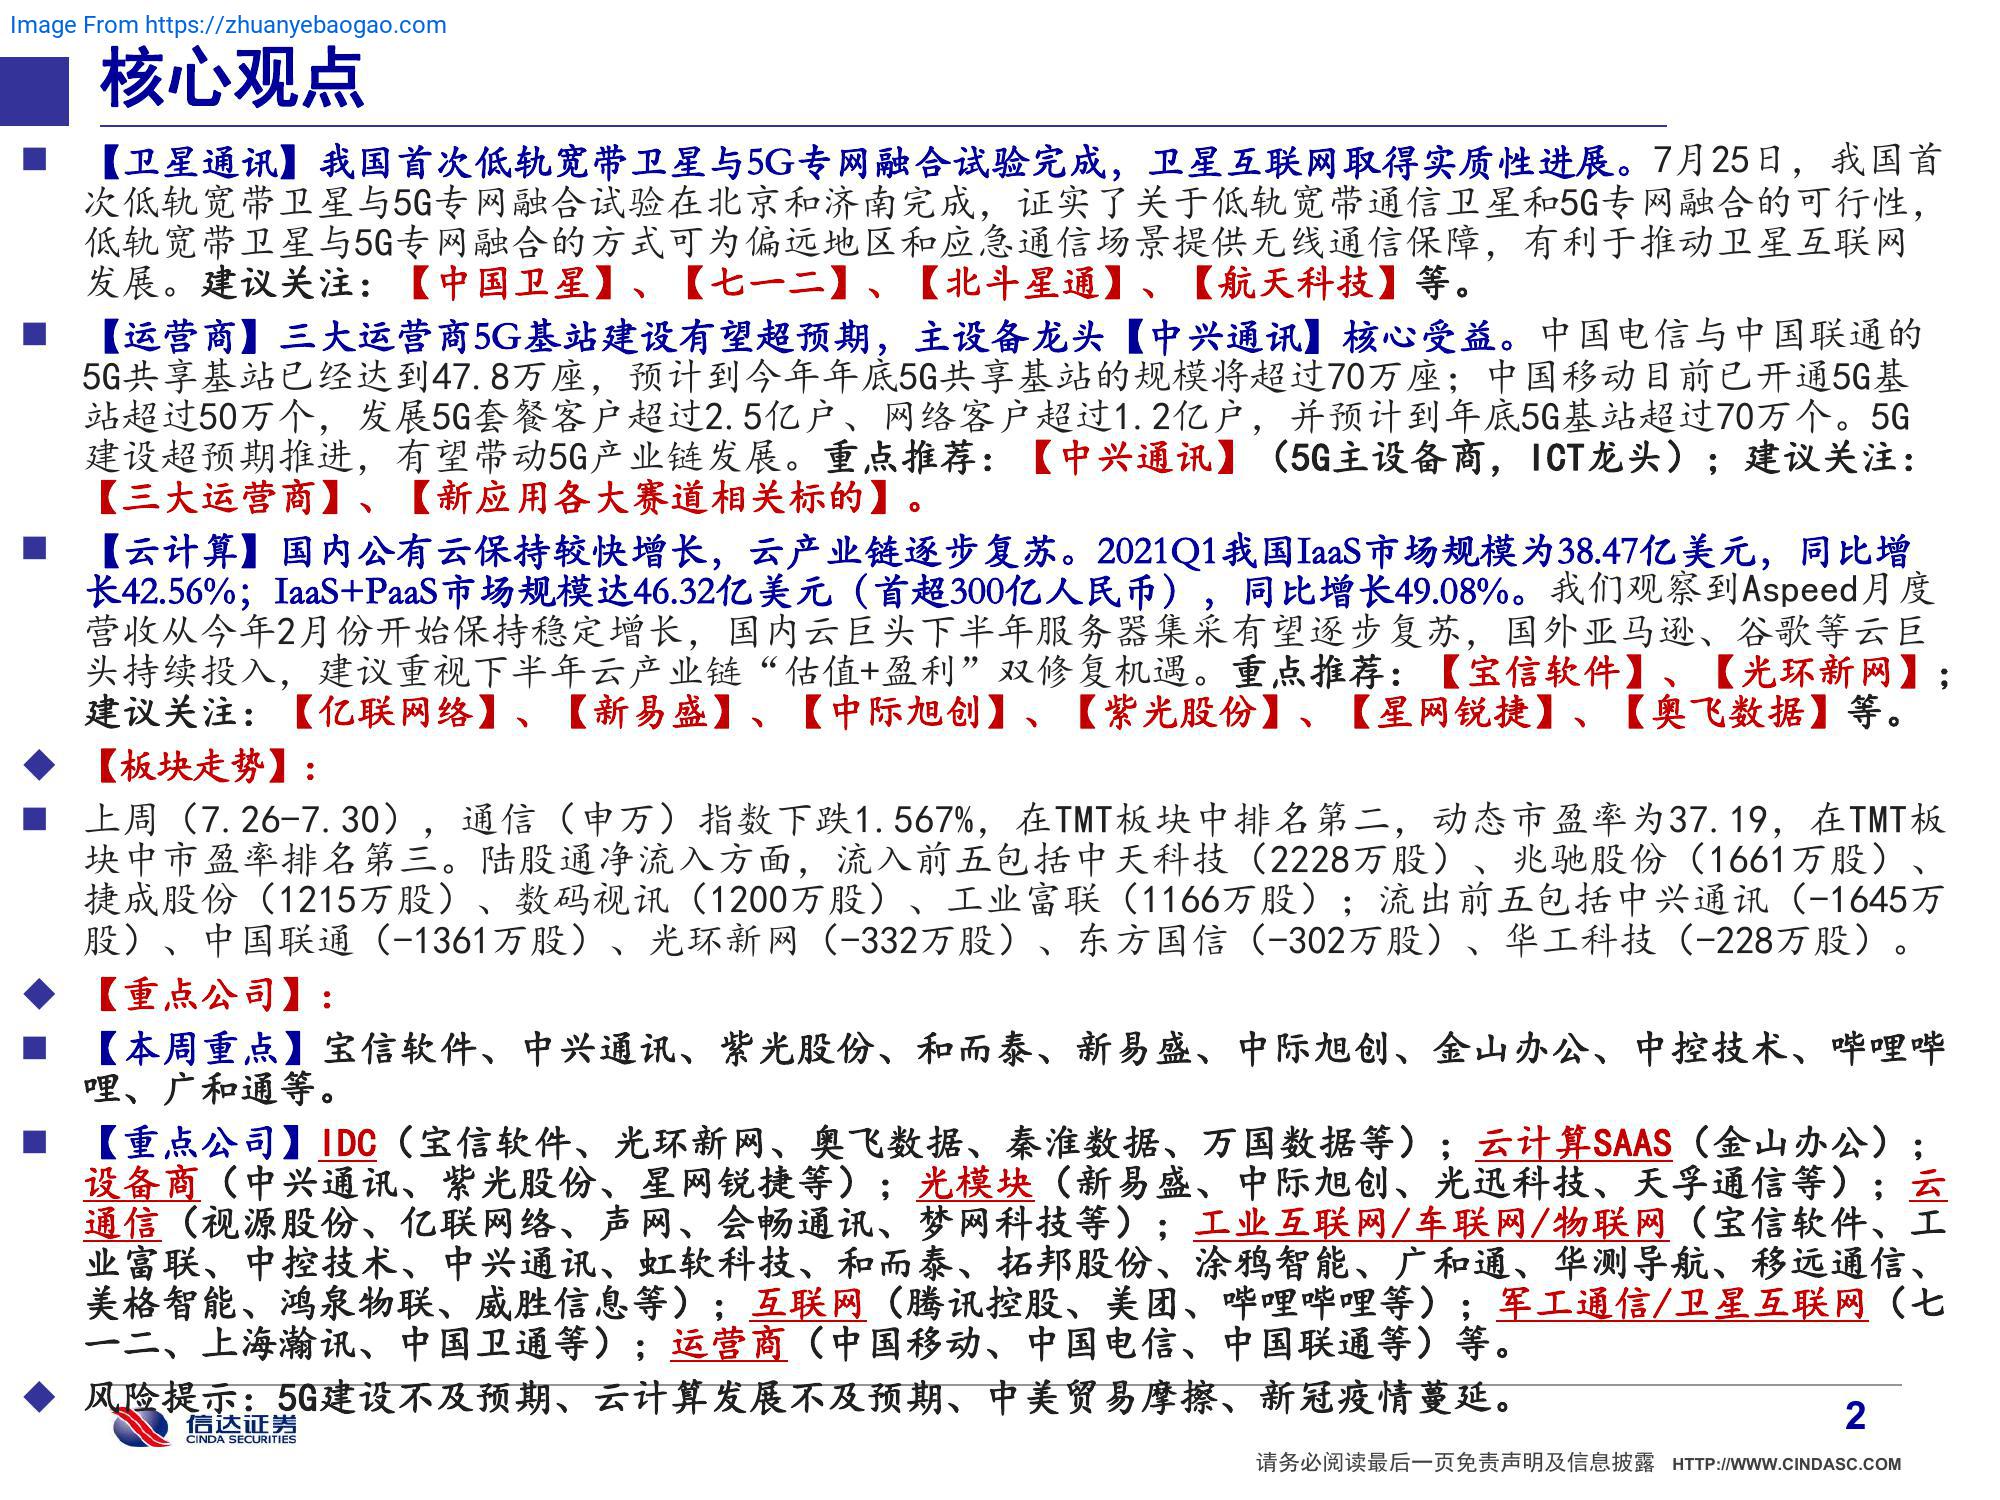 Image From https://zhuanyebaogao.com
核心观点
【卫星通讯】我国首次低轨宽带卫星与5G专网融合试验完成，卫星互联网取得实质性进展。7月25日，我国首
次低轨宽带卫星与5G专网融合试验在北京和济南完成，证实了关于低轨宽带通信卫星和5G专网融合的可行性，
低轨宽带卫星与5G专网融合的方式可为偏远地区和应急通信场景提供无线通信保障，有利于推动卫星互联网
发展。建议关注：【中国卫星】、【七一二】、【北斗星通】、【航天科技】等。
【运营商】三大运营商5G基站建设有望超预期，主设备龙头【中兴通讯】核心受益。中国电信与中国联通的
5G共享基站已经达到47.8万座，预计到今年年底5G共享基站的规模将超过70万座；中国移动目前已开通5G基
站超过50万个，发展5G套餐客户超过2.5亿户、网络客户超过1.2亿户，并预计到年底5G基站超过70万个。5G
建设超预期推进，有望带动5G产业链发展。重点推荐：【中兴通讯】（5G主设备商，ICT龙头）；建议关注：
【三大运营商】、【新应用各大赛道相关标的】。
【云计算】国内公有云保持较快增长，云产业链逐步复苏。2021Q1我国IaaS市场规模为38.47亿美元，同比增
长42.56%；IaaS+PaaS市场规模达46.32亿美元（首超300亿人民币），同比增长49.08%。我们观察到Aspeed月度
营收从今年2月份开始保持稳定增长，国内云巨头下半年服务器集采有望逐步复苏，国外亚马逊、谷歌等云巨
头持续投入，建议重视下半年云产业链“估值+盈利”双修复机遇。重点推荐：【宝信软件】、【光环新网】；
建议关注：【亿联网络】、【新易盛】、【中际旭创】、【紫光股份】、【星网锐捷】、【奥飞数据】等。
【板块走势】：
上周（7.26-7.30），通信（申万）指数下跌1.567%，在TMT板块中排名第二，动态市盈率为37.19，在TMT板
块中市盈率排名第三。陆股通净流入方面，流入前五包括中天科技（2228万股）、兆驰股份（1661万股）、
捷成股份（1215万股）、数码视讯（1200万股）、工业富联（1166万股）；流出前五包括中兴通讯（-1645万
股）、中国联通（-1361万股）、光环新网（-332万股）、东方国信（-302万股）、华工科技（-228万股）。
【重点公司】：
【本周重点】宝信软件、中兴通讯、紫光股份、和而泰、新易盛、中际旭创、金山办公、中控技术、哔哩哔
哩、广和通等。
【重点公司】IDC（宝信软件、光环新网、奥飞数据、秦淮数据、万国数据等）；云计算SAAS（金山办公）；
设备商（中兴通讯、紫光股份、星网锐捷等）；光模块（新易盛、中际旭创、光迅科技、天孚通信等）；云
通信（视源股份、亿联网络、声网、会畅通讯、梦网科技等）；工业互联网/车联网/物联网（宝信软件、工
业富联、中控技术、中兴通讯、虹软科技、和而泰、拓邦股份、涂鸦智能、广和通、华测导航、移远通信、
美格智能、鸿泉物联、威胜信息等）；互联网（腾讯控股、美团、哔哩哔哩等）；军工通信/卫星互联网（七
一二、上海瀚讯、中国卫通等）；运营商（中国移动、中国电信、中国联通等）等。
风险提示：5G建设不及预期、云计算发展不及预期、中美贸易摩擦、新冠疫情蔓延。
信达证券
CINDA SECURITIES
2
请务必阅读最后一页免责声明及信息披露 HTTP://WWW.CINDASC.COM